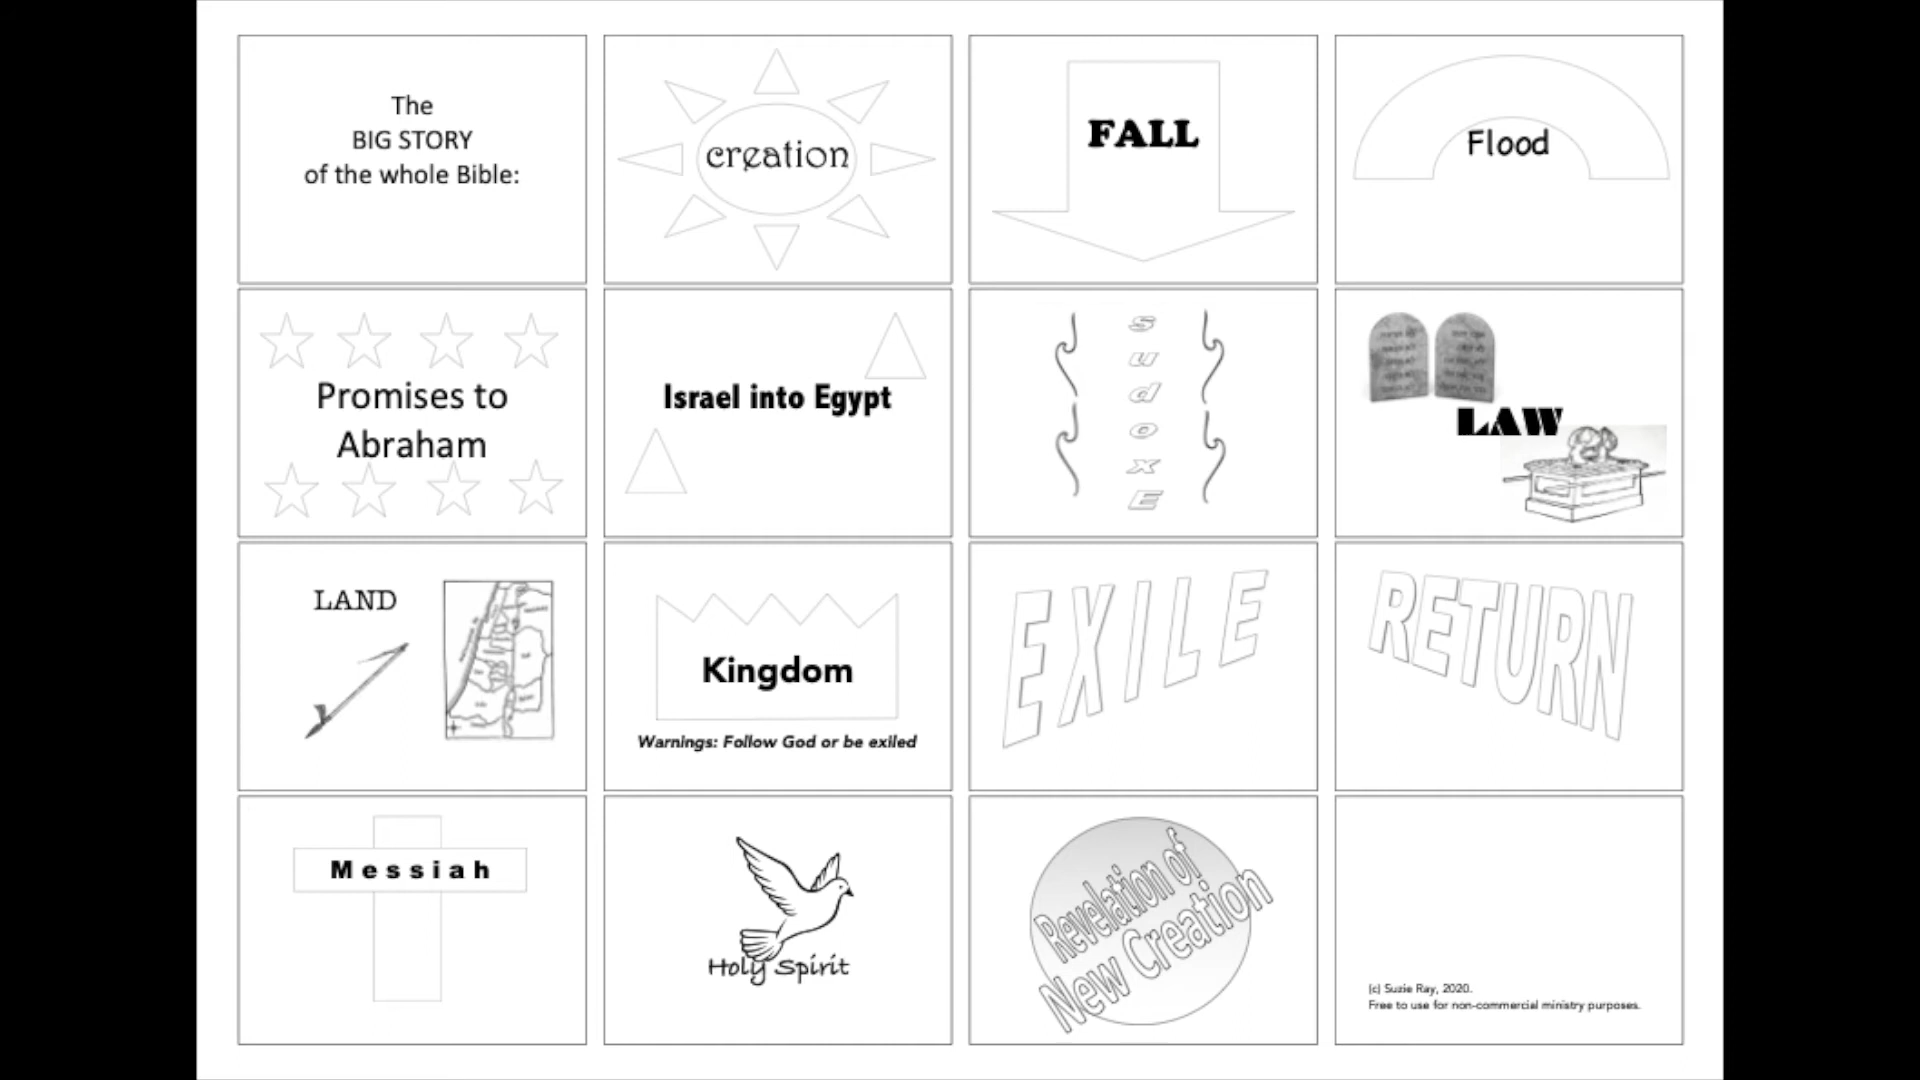 The
BIG STORY
of the whole Bible:
creation
FALL
Flood
Promises to
Abraham
Israel into Egypt
Exodus
LAW
LAND
Kingdom
Warnings: Follow God or be exiled
EXILE
RETURN
Messiah
Holy Spirit
Revelation of
New Creation
(c) Suzie Ray, 2020.
Free to use for non-commercial ministry purposes.